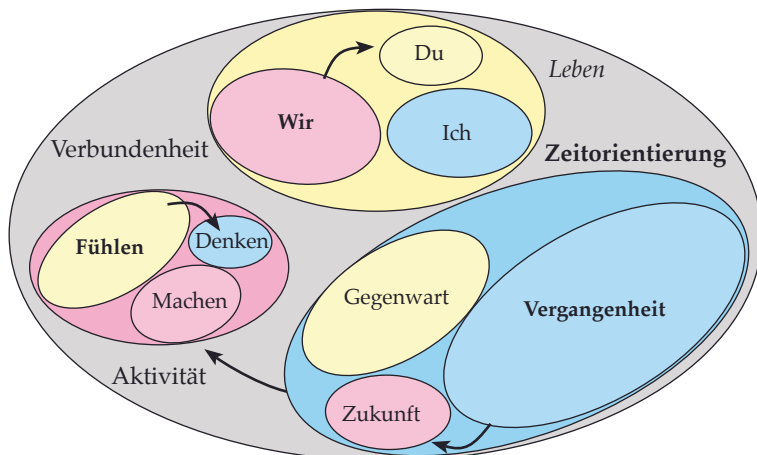 Du
Leben
Wir
Ich
Verbundenheit
Zeitorientierung
Fühlen
Denken
Machen
Gegenwart
Vergangenheit
Aktivität
Zukunft